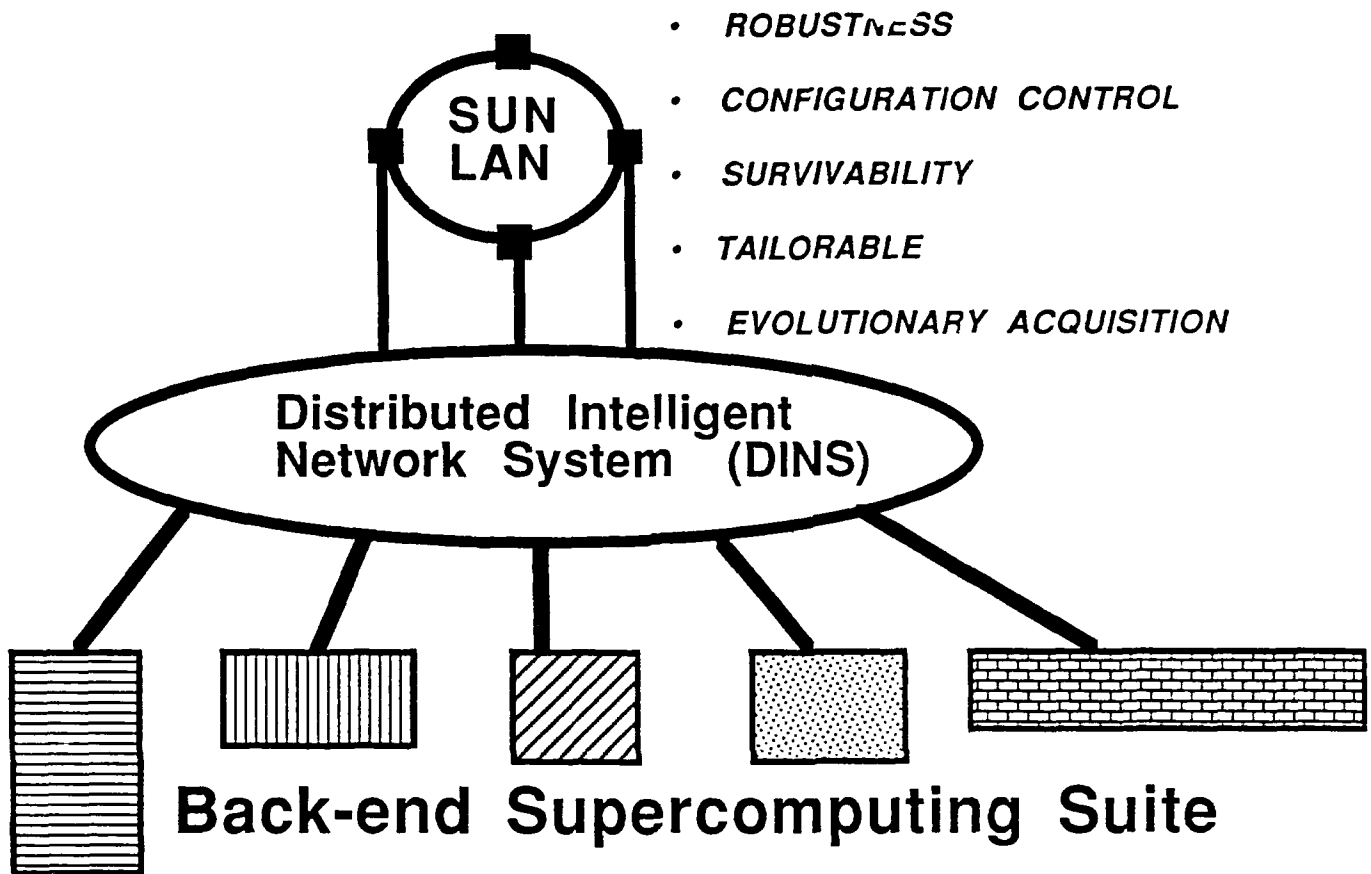 • ROBUSTNESS
SUN
LAN
• CONFIGURATION CONTROL
• SURVIVABILITY
• TAILORABLE
• EVOLUTIONARY ACQUISITION
Distributed Intelligent
Network System (DINS)
Back-end Supercomputing Suite